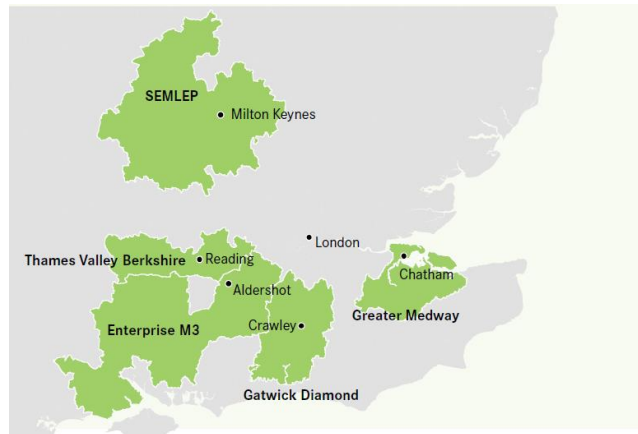 SEMLEP
Milton Keynes
London
Thames Valley Berkshire
Reading
Chatham
Aldershot
Greater Medway
Enterprise M3
Crawley
Gatwick Diamond